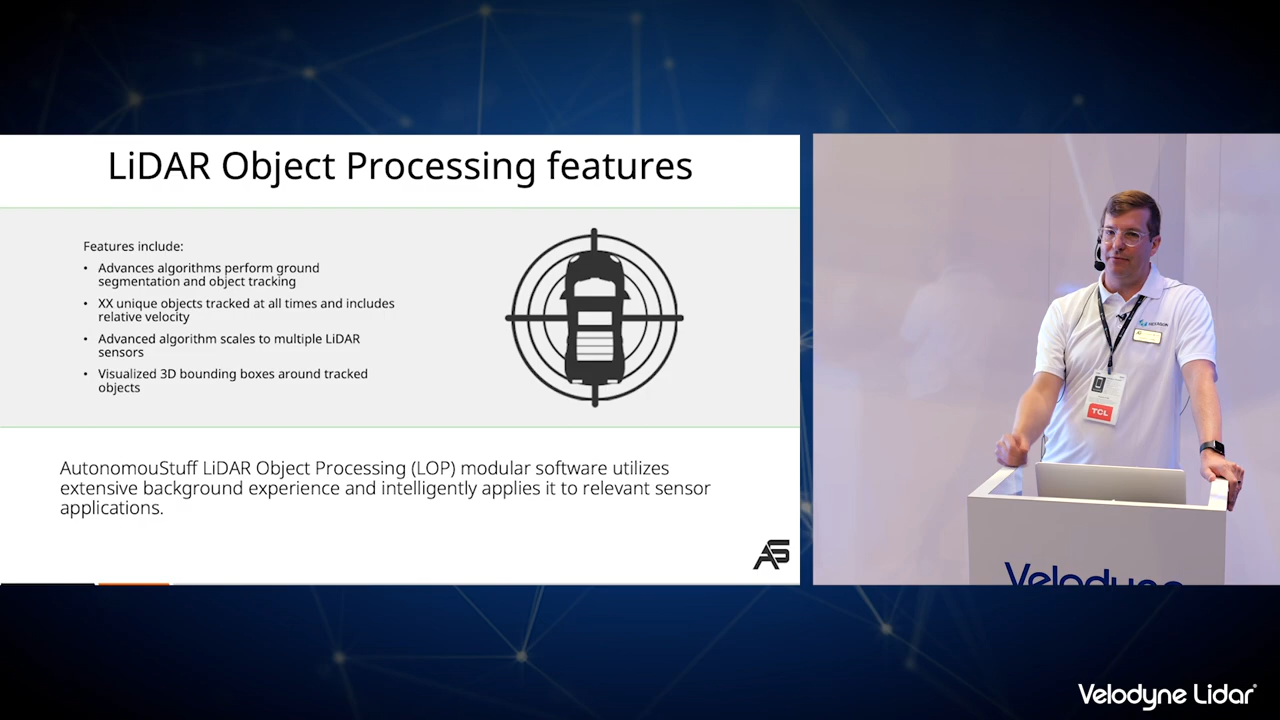 LiDAR Object Processing features
Features include:
• Advances algorithms perform ground
segmentation and object tracking
• XX unique objects tracked at all times and includes
relative velocity
• Advanced algorithm scales to multiple LiDAR
sensors
• Visualized 3D bounding boxes around tracked
objects
AutonomouStuff LiDAR Object Processing (LOP) modular software utilizes
extensive background experience and intelligently applies it to relevant sensor
applications.
AS
HEXAGON
TCL
Velodyne
Velodyne Lidar®